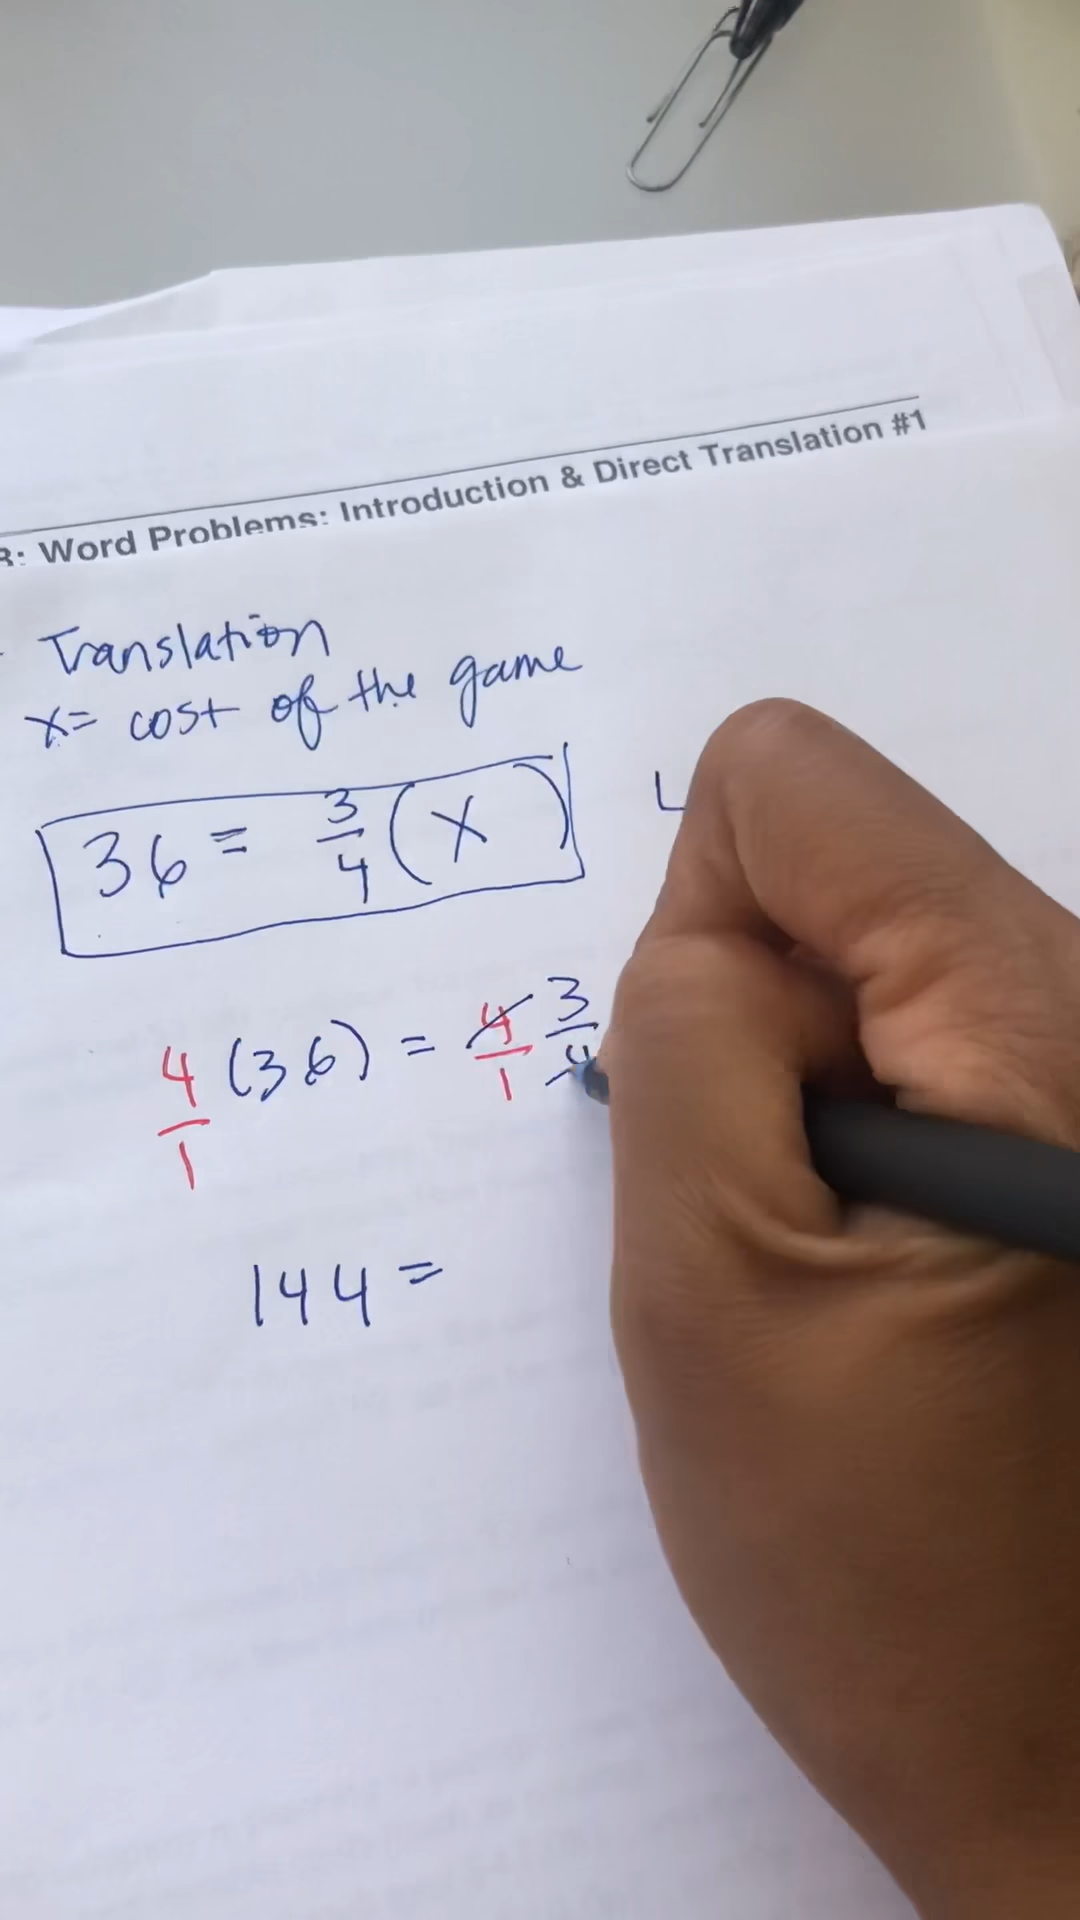 : Word Problems: Introduction & Direct Translation #1
Translation
x= cost of the game
36 = 3/4 (x)
4/1 (36) = 4/1 3/4
144 =